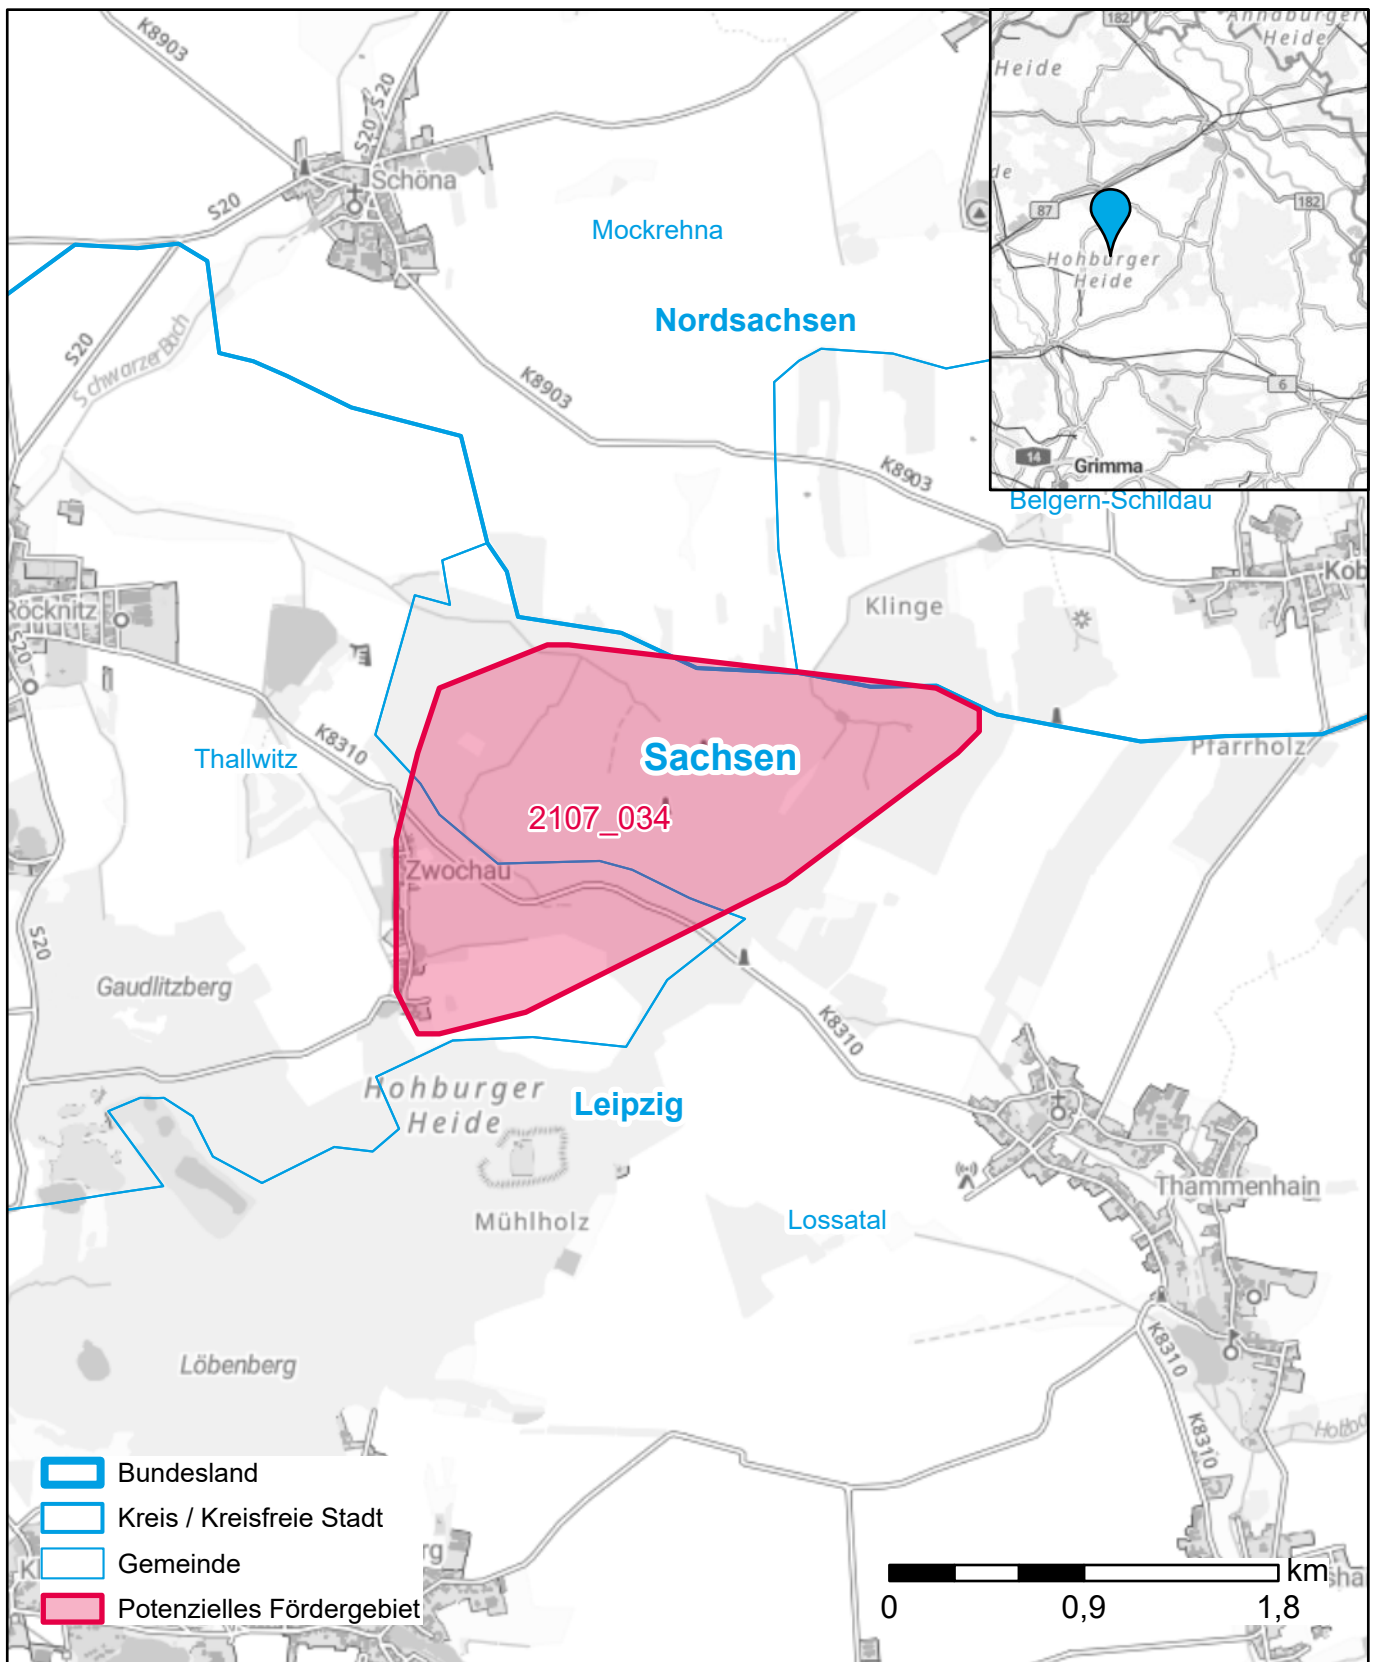 K8903
S20
S20
Schöna
S20
Mockrehna
Nordsachsen
Schwarzer Bach
S20
K8903
K8903
Annaburger
Heide
Heide
182
87
182
Hohburger
Heide
6
14
Grimma
Belgern-Schildau
Kob
Röcknitz
Klinge
S20
K8310
Thallwitz
Sachsen
Pfarrholz
2107_034
Zwochau
S20
Gaudlitzberg
K8310
Hohburger
Heide
Leipzig
Mühlholz
Thammenhain
Lossatal
K8310
Löbenberg
K8310
Bundesland
Kreis / Kreisfreie Stadt
Gemeinde
Potenzielles Fördergebiet
rg
km
0
0,9
1,8